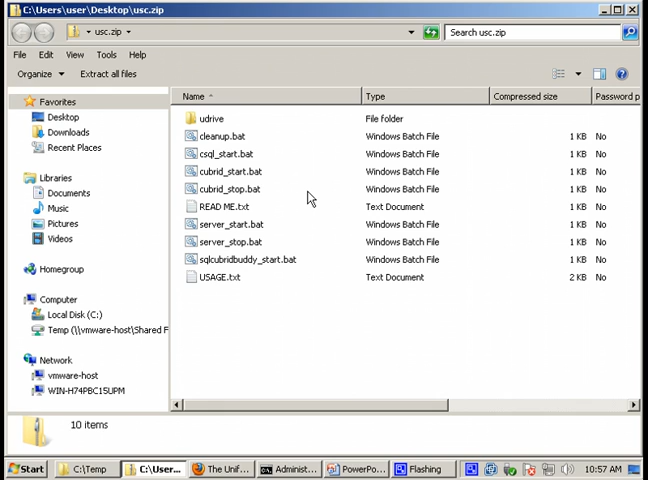 C:\Users\user\Desktop\usc.zip
usc.zip
Search usc.zip
File Edit View Tools Help
Organize Extract all files
Name Type Compressed size Password p
Favorites
Desktop
Downloads
Recent Places
Libraries
Documents
Music
Pictures
Videos
Homegroup
Computer
Local Disk (C:)
Temp (\\vmware-host\Shared F
Network
vmware-host
WIN-H74PBC15UPM
udrive File folder
cleanup.bat Windows Batch File 1 KB No
csql_start.bat Windows Batch File 1 KB No
cubrid_start.bat Windows Batch File 1 KB No
cubrid_stop.bat Windows Batch File 1 KB No
READ ME.txt Text Document 1 KB No
server_start.bat Windows Batch File 1 KB No
server_stop.bat Windows Batch File 1 KB No
sqlcubridbuddy_start.bat Windows Batch File 1 KB No
USAGE.txt Text Document 2 KB No
10 items
Start C:\Temp C:\User... The Unif... Administ... PowerPo... Flashing 10:57 AM